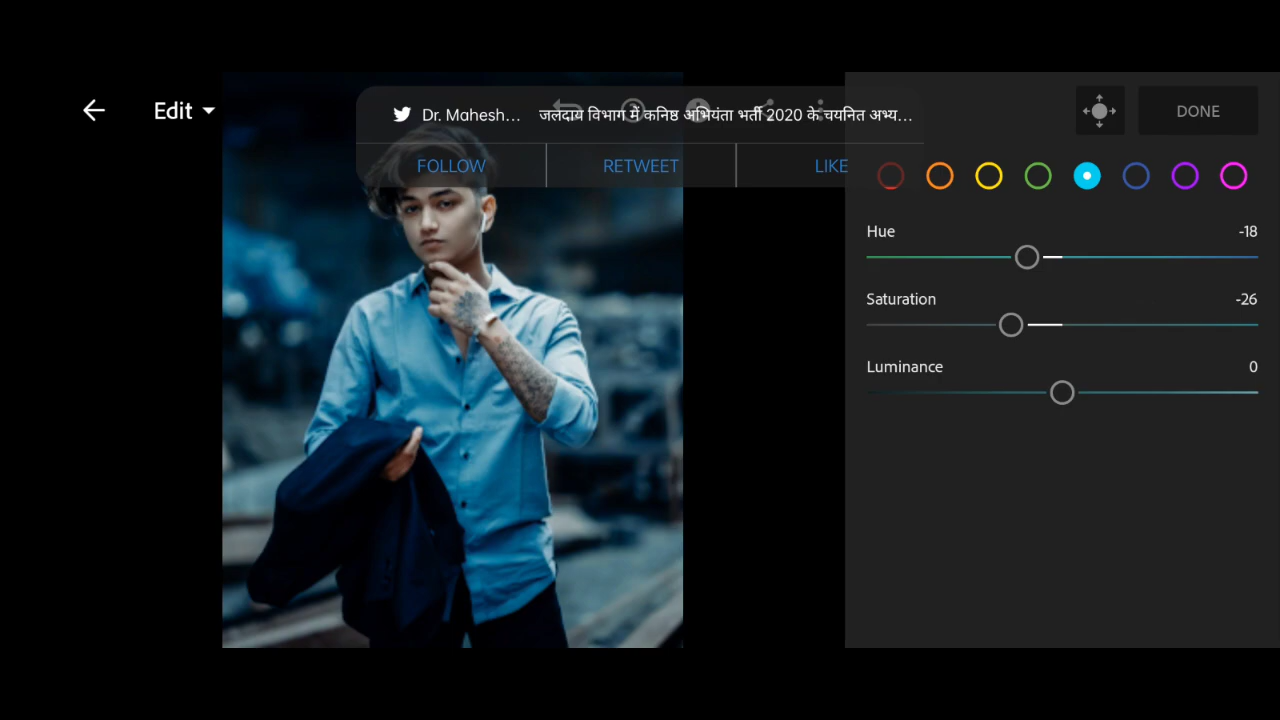 Edit
Dr. Mahesh... जलदाय विभाग में कनिष्ठ अभियंता भर्ती 2020 के चयनित अभ्य...
FOLLOW RETWEET LIKE
DONE
Hue -18
Saturation -26
Luminance 0